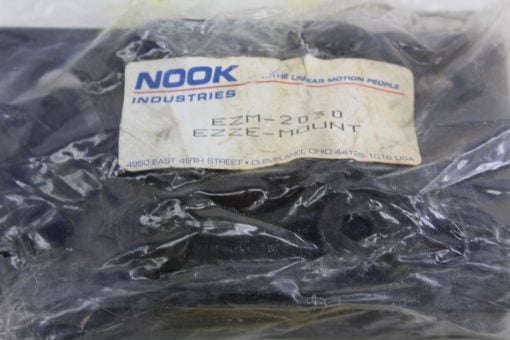 NOOK
...THE LINEAR MOTION PEOPLE
INDUSTRIES
EZM-2030
EZZE-MOUNT
4950 EAST 49TH STREET • CLEVELAND, OHIO 44125-1016 USA